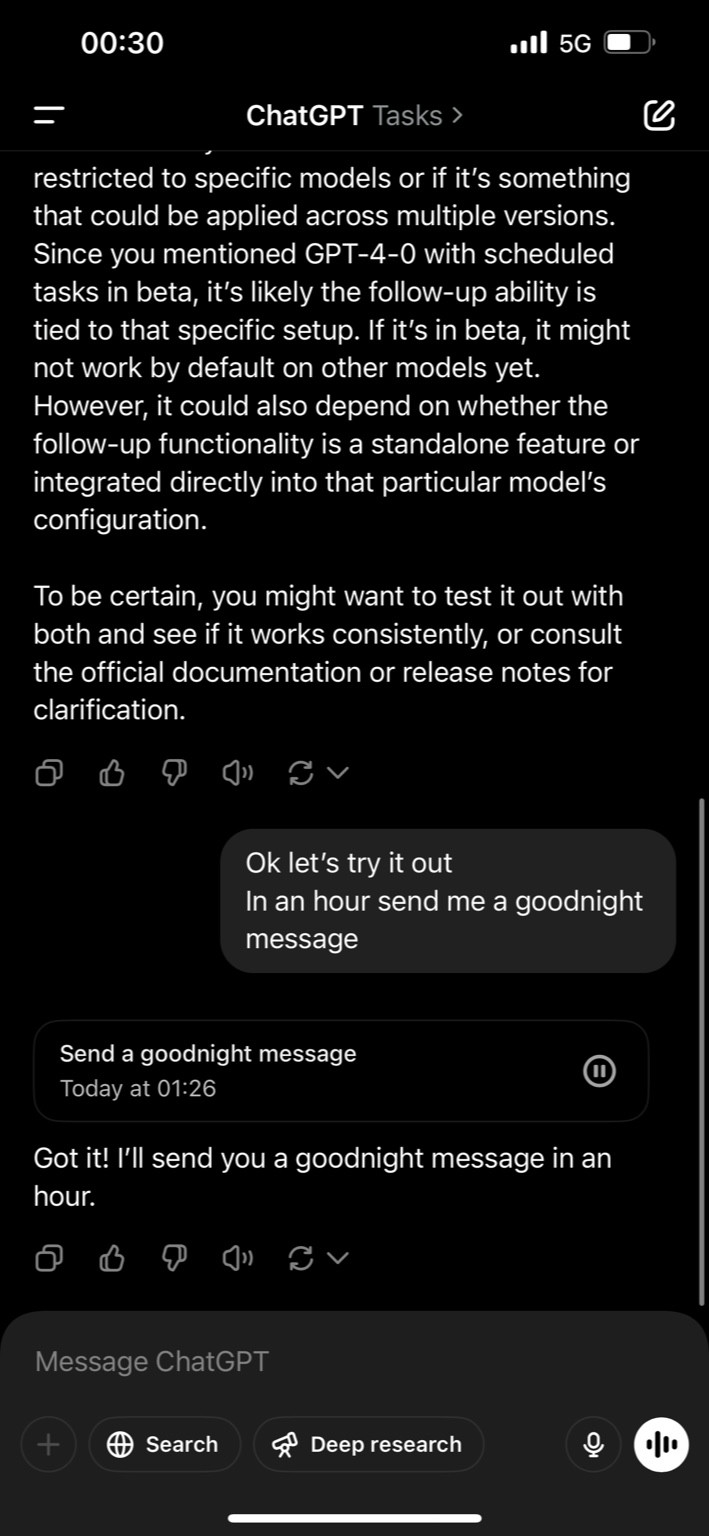 00:30
5G
ChatGPT Tasks >
restricted to specific models or if it’s something
that could be applied across multiple versions.
Since you mentioned GPT-4-0 with scheduled
tasks in beta, it’s likely the follow-up ability is
tied to that specific setup. If it’s in beta, it might
not work by default on other models yet.
However, it could also depend on whether the
follow-up functionality is a standalone feature or
integrated directly into that particular model’s
configuration.
To be certain, you might want to test it out with
both and see if it works consistently, or consult
the official documentation or release notes for
clarification.
Ok let’s try it out
In an hour send me a goodnight
message
Send a goodnight message
Today at 01:26
Got it! I’ll send you a goodnight message in an
hour.
Message ChatGPT
Search
Deep research